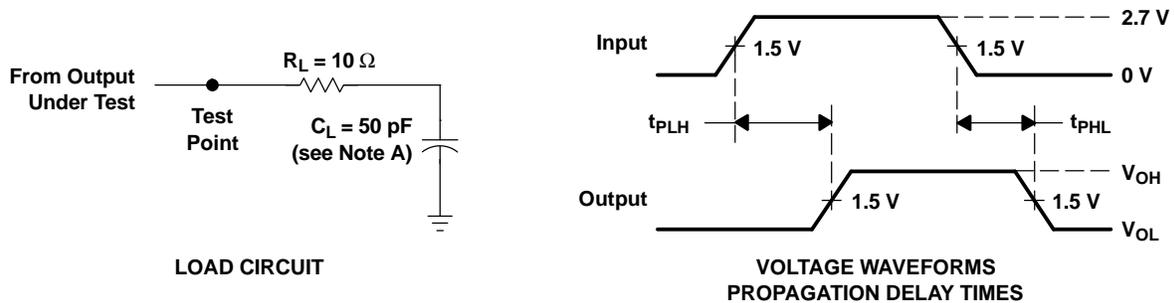 From Output
Under Test
Test
Point
R_L = 10 Ω
C_L = 50 pF
(see Note A)
LOAD CIRCUIT
Input
1.5 V
1.5 V
2.7 V
0 V
t_PLH
t_PHL
Output
1.5 V
1.5 V
V_OH
V_OL
VOLTAGE WAVEFORMS
PROPAGATION DELAY TIMES